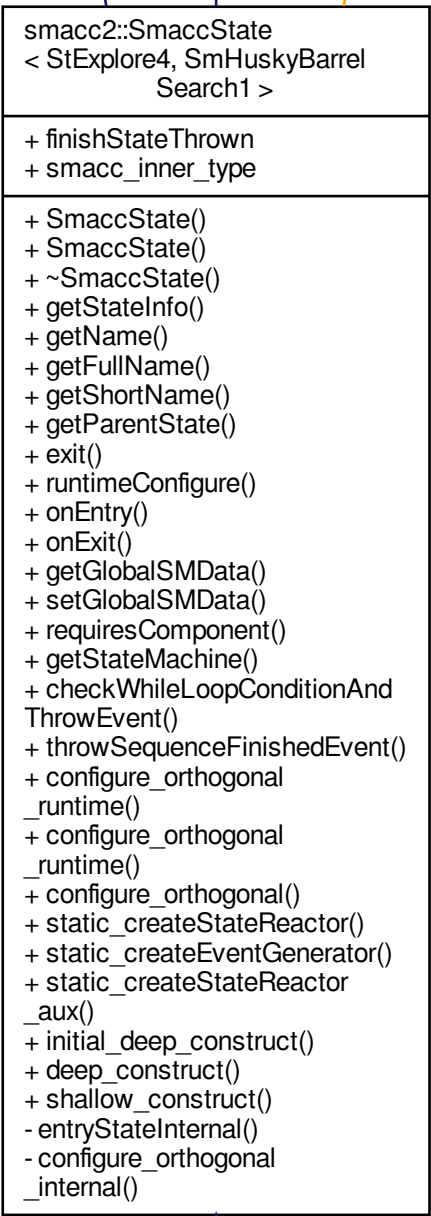 smacc2::SmaccState
< StExplore4, SmHuskyBarrel
Search1 >
+ finishStateThrown
+ smacc_inner_type
+ SmaccState()
+ SmaccState()
+ ~SmaccState()
+ getStateInfo()
+ getName()
+ getFullName()
+ getShortName()
+ getParentState()
+ exit()
+ runtimeConfigure()
+ onEntry()
+ onExit()
+ getGlobalSMData()
+ setGlobalSMData()
+ requiresComponent()
+ getStateMachine()
+ checkWhileLoopConditionAnd
ThrowEvent()
+ throwSequenceFinishedEvent()
+ configure_orthogonal
_runtime()
+ configure_orthogonal
_runtime()
+ configure_orthogonal()
+ static_createStateReactor()
+ static_createEventGenerator()
+ static_createStateReactor
_aux()
+ initial_deep_construct()
+ deep_construct()
+ shallow_construct()
- entryStateInternal()
- configure_orthogonal
_internal()